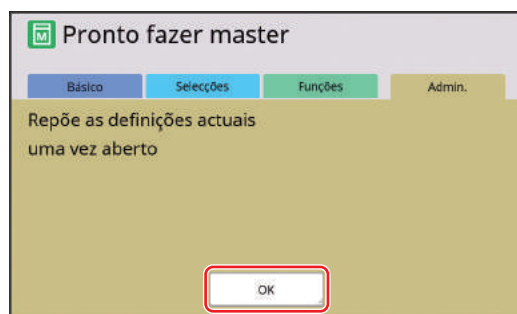 M Pronto fazer master
Básico Selecções Funções Admin.
Repõe as definições actuais
uma vez aberto
OK